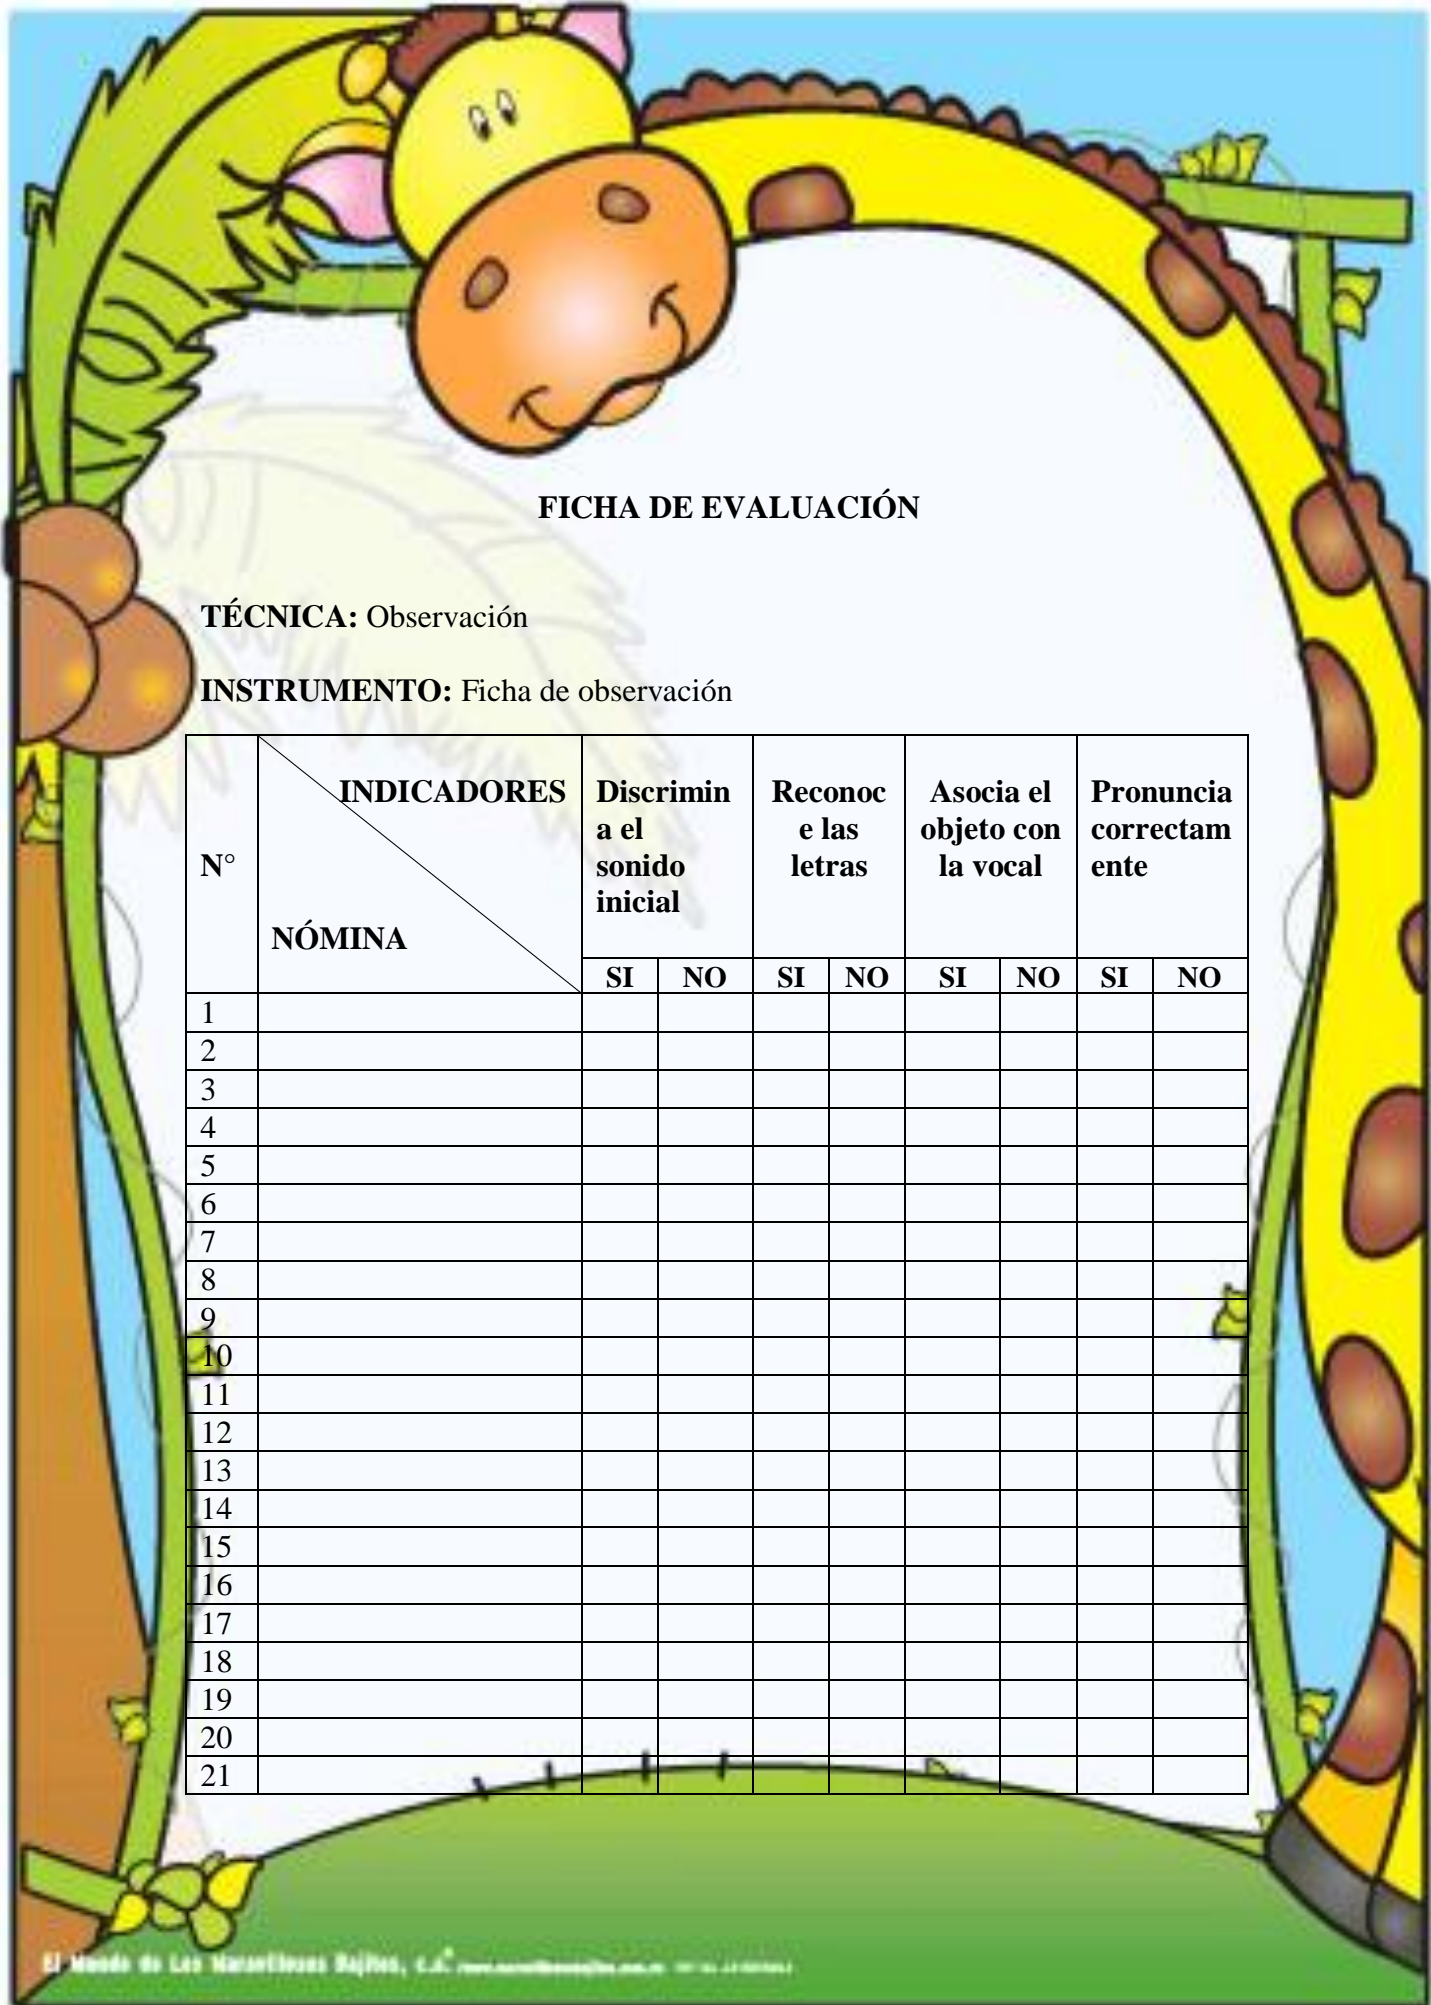 FICHA DE EVALUACIÓN
TÉCNICA: Observación
INSTRUMENTO: Ficha de observación
N°
INDICADORES
NÓMINA
Discrimin
a el
sonido
inicial
Reconoc
e las
letras
Asocia el
objeto con
la vocal
Pronuncia
correctam
ente
SI NO SI NO SI NO SI NO
1
2
3
4
5
6
7
8
9
10
11
12
13
14
15
16
17
18
19
20
21
El Mundo de Los Maravillosos Bajitos, c.a.